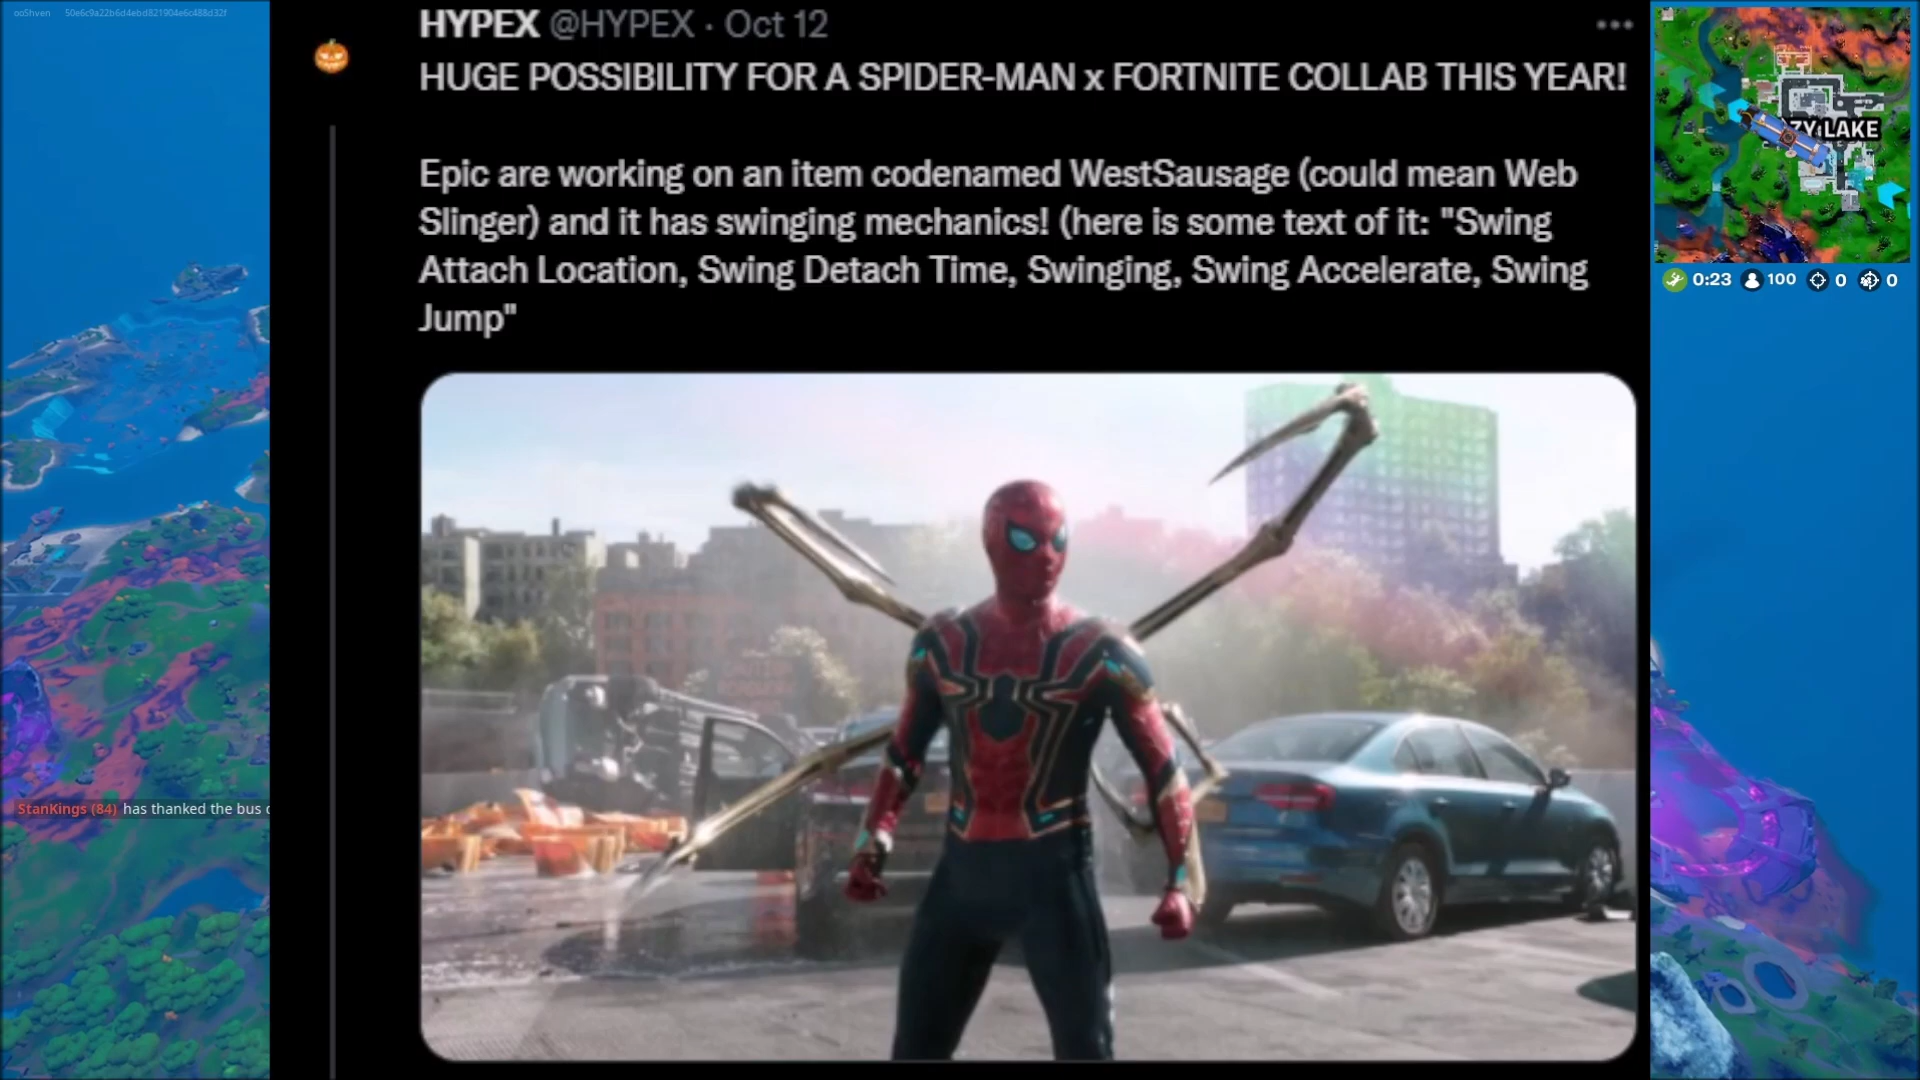 ooShven 50e6c9a22b6d4ebd821904e6c488d32f
HYPEX @HYPEX · Oct 12
HUGE POSSIBILITY FOR A SPIDER-MAN x FORTNITE COLLAB THIS YEAR!
Epic are working on an item codenamed WestSausage (could mean Web
Slinger) and it has swinging mechanics! (here is some text of it: "Swing
Attach Location, Swing Detach Time, Swinging, Swing Accelerate, Swing
Jump"
ZY LAKE
0:23 100 0 0
StanKings (84) has thanked the bus